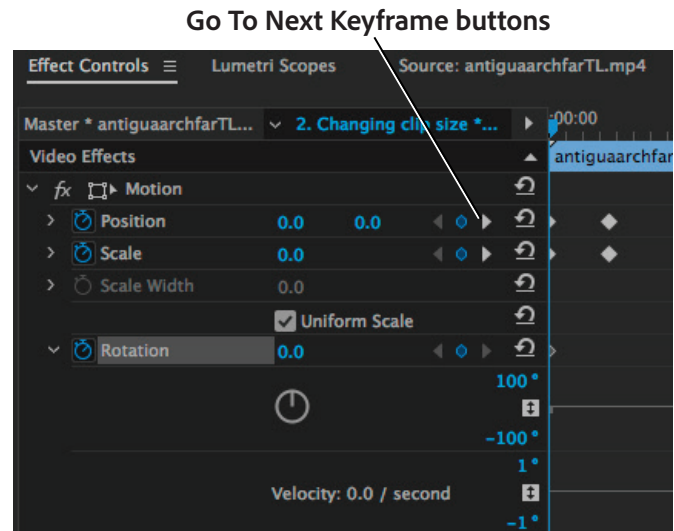 Go To Next Keyframe buttons
Effect Controls Lumetri Scopes Source: antiguaarchfarTL.mp4
Master * antiguaarchfarTL... 2. Changing clip size *... :00:00
Video Effects antiguaarchfar
fx Motion
Position 0.0 0.0
Scale 0.0
Scale Width 0.0
Uniform Scale
Rotation 0.0
100 °
-100 °
1 °
Velocity: 0.0 / second
-1 °